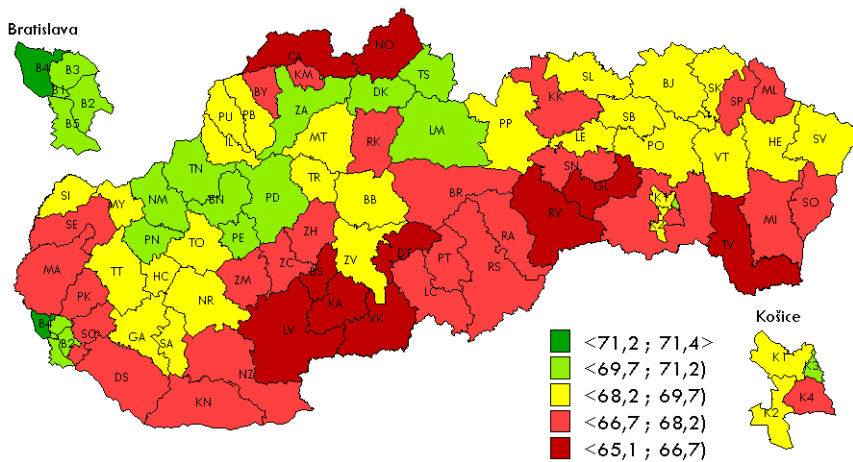 Bratislava
B4
B3
B1
B2
B5
CA
NO
KM
BY
TS
DK
ZA
PU
PB
IL
MT
RK
LM
PP
KK
SL
BJ
SK
SP
ML
LE
SB
PO
VT
HE
SV
SN
GL
RV
K1
K2
MI
SO
TV
TN
BN
NM
PD
TR
BB
BR
SI
MY
SE
PN
TO
PE
ZH
ZV
DT
RA
PT
RS
LC
MA
TT
HC
ZM
ZC
BS
KA
VK
LV
PK
NR
B4
B2
SC
GA
SA
NZ
DS
KN
<71,2 ; 71,4>
<69,7 ; 71,2)
<68,2 ; 69,7)
<66,7 ; 68,2)
<65,1 ; 66,7)
Košice
K1
K3
K4
K2